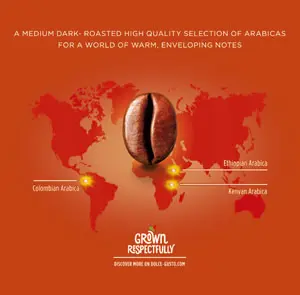 A MEDIUM DARK- ROASTED HIGH QUALITY SELECTION OF ARABICAS
FOR A WORLD OF WARM, ENVELOPING NOTES
Ethiopian Arabica
Colombian Arabica
Kenyan Arabica
GROWN
RESPECTFULLY
DISCOVER MORE ON DOLCE-GUSTO.COM